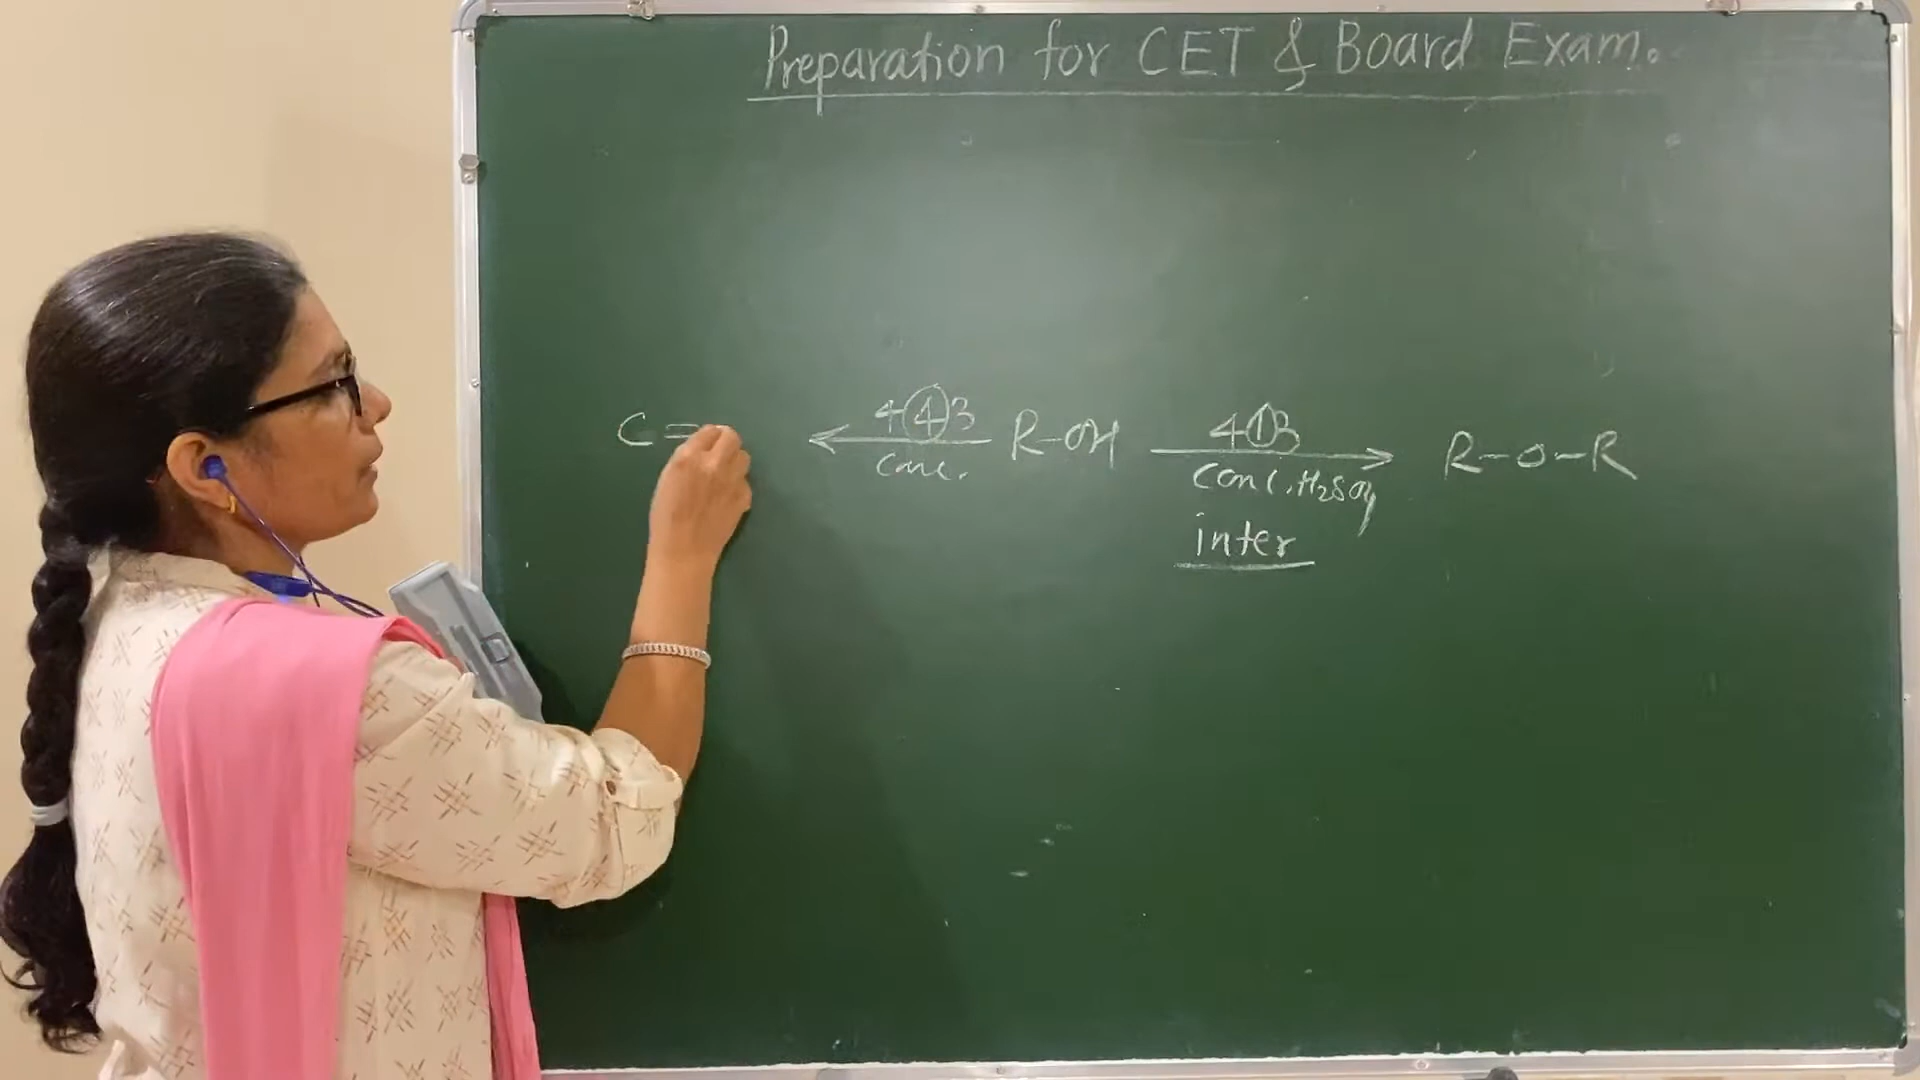 Preparation for CET & Board Exam.
C = ← 443 conc. R-OH 413 conc. H2SO4 → R-O-R
inter